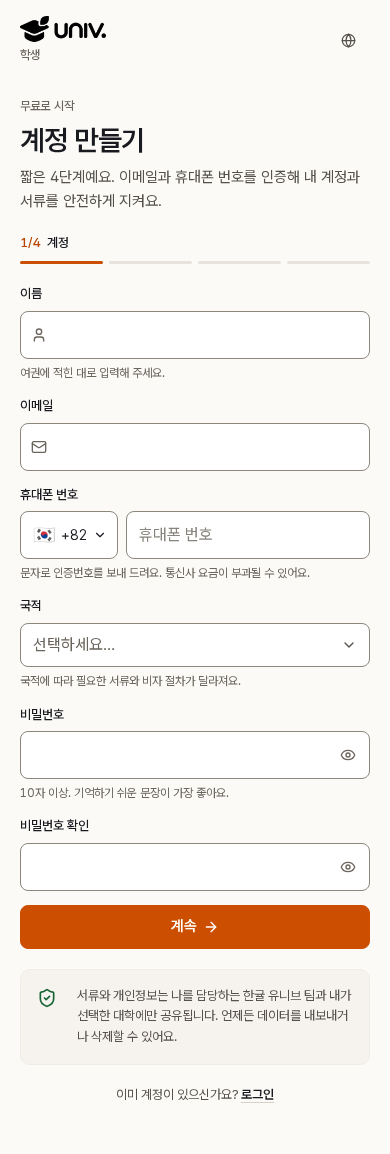 UNIV.
학생
무료로 시작
계정 만들기
짧은 4단계예요. 이메일과 휴대폰 번호를 인증해 내 계정과
서류를 안전하게 지켜요.
1/4 계정
이름
여권에 적힌 대로 입력해 주세요.
이메일
휴대폰 번호
+82
휴대폰 번호
문자로 인증번호를 보내 드려요. 통신사 요금이 부과될 수 있어요.
국적
선택하세요...
국적에 따라 필요한 서류와 비자 절차가 달라져요.
비밀번호
10자 이상. 기억하기 쉬운 문장이 가장 좋아요.
비밀번호 확인
계속
서류와 개인정보는 나를 담당하는 한귤 유니브 팀과 내가
선택한 대학에만 공유됩니다. 언제든 데이터를 내보내거
나 삭제할 수 있어요.
이미 계정이 있으신가요? 로그인